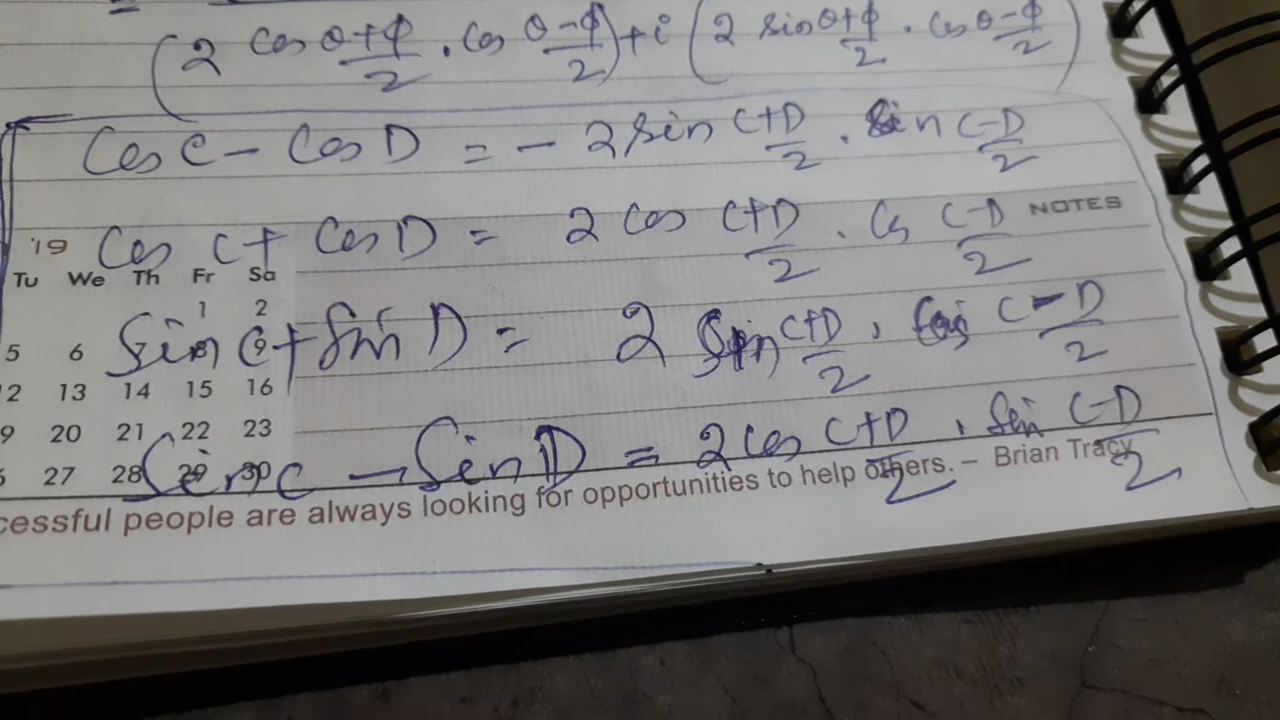 (2 cos θ+φ/2 . cos θ-φ/2) + i (2 sin θ+φ/2 . cos θ-φ/2)
Cos C - Cos D = - 2 sin C+D/2 . Sin C-D/2
Cos C + Cos D = 2 cos C+D/2 . Cs C-D/2
NOTES
'19
Tu We Th Fr Sa
1 2
Sin C + Sin D = 2 Sin C+D/2 , Cos C-D/2
5 6
12 13 14 15 16
9 20 21 22 23
Sin C - Sin D = 2 cos C+D/2 . Sin C-D/2
27 28 29 30
cessful people are always looking for opportunities to help others. – Brian Tracy